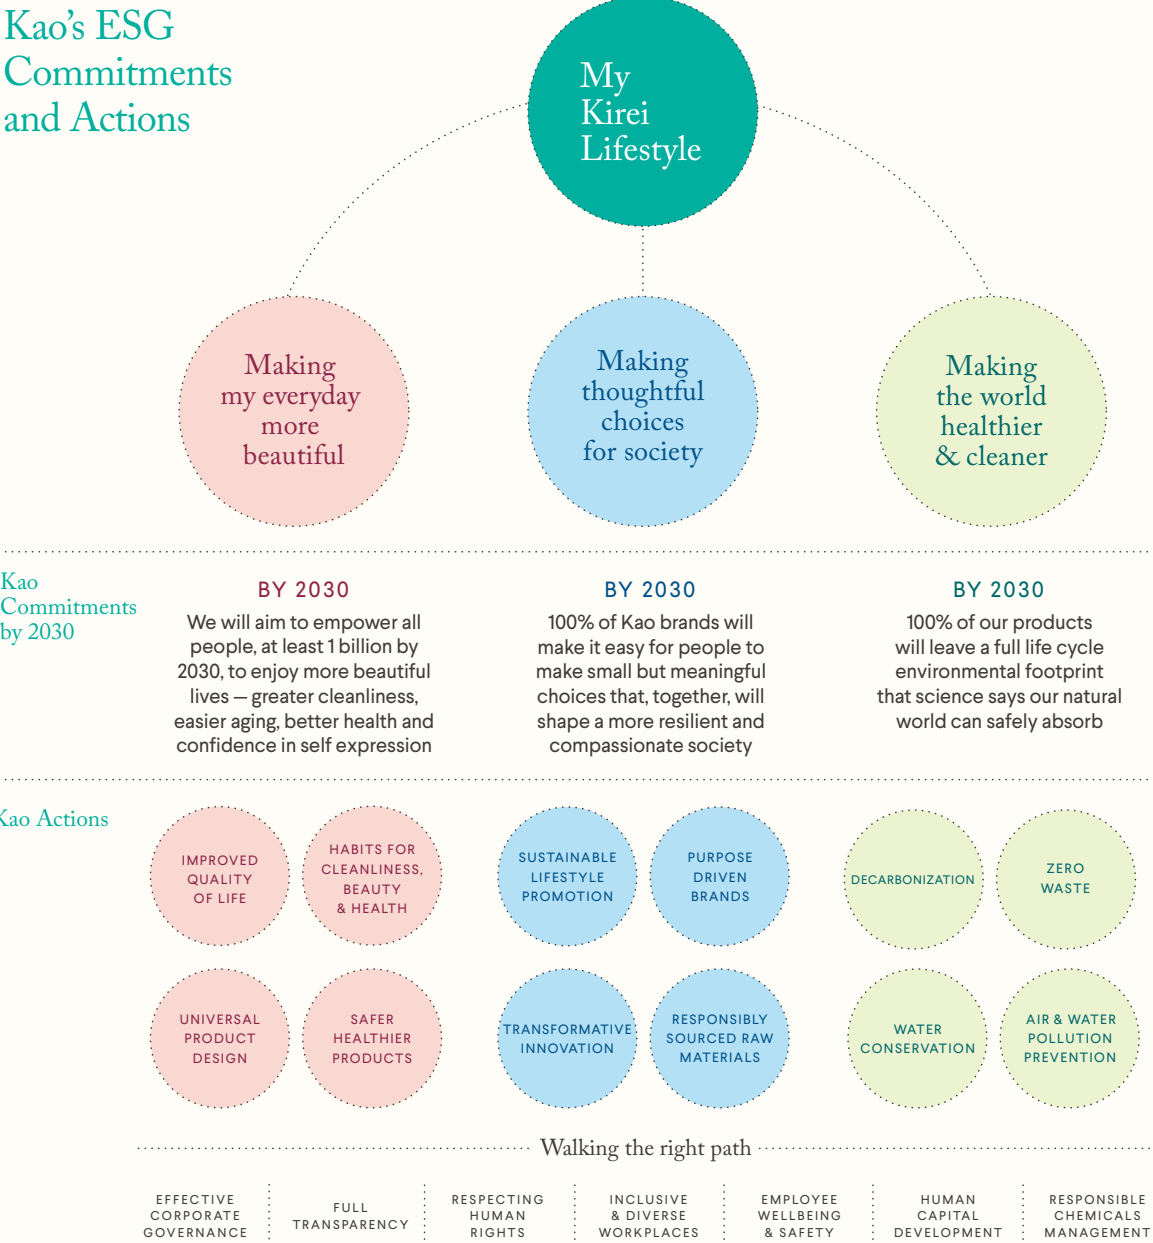 Kao's ESG
Commitments
and Actions
My
Kirei
Lifestyle
Making
my everyday
more
beautiful
Making
thoughtful
choices
for society
Making
the world
healthier
& cleaner
Kao
Commitments
by 2030
BY 2030
We will aim to empower all
people, at least 1 billion by
2030, to enjoy more beautiful
lives — greater cleanliness,
easier aging, better health and
confidence in self expression
BY 2030
100% of Kao brands will
make it easy for people to
make small but meaningful
choices that, together, will
shape a more resilient and
compassionate society
BY 2030
100% of our products
will leave a full life cycle
environmental footprint
that science says our natural
world can safely absorb
Kao Actions
IMPROVED
QUALITY
OF LIFE
HABITS FOR
CLEANLINESS,
BEAUTY
& HEALTH
SUSTAINABLE
LIFESTYLE
PROMOTION
PURPOSE
DRIVEN
BRANDS
DECARBONIZATION
ZERO
WASTE
UNIVERSAL
PRODUCT
DESIGN
SAFER
HEALTHIER
PRODUCTS
TRANSFORMATIVE
INNOVATION
RESPONSIBLY
SOURCED RAW
MATERIALS
WATER
CONSERVATION
AIR & WATER
POLLUTION
PREVENTION
Walking the right path
EFFECTIVE
CORPORATE
GOVERNANCE
FULL
TRANSPARENCY
RESPECTING
HUMAN
RIGHTS
INCLUSIVE
& DIVERSE
WORKPLACES
EMPLOYEE
WELLBEING
& SAFETY
HUMAN
CAPITAL
DEVELOPMENT
RESPONSIBLE
CHEMICALS
MANAGEMENT